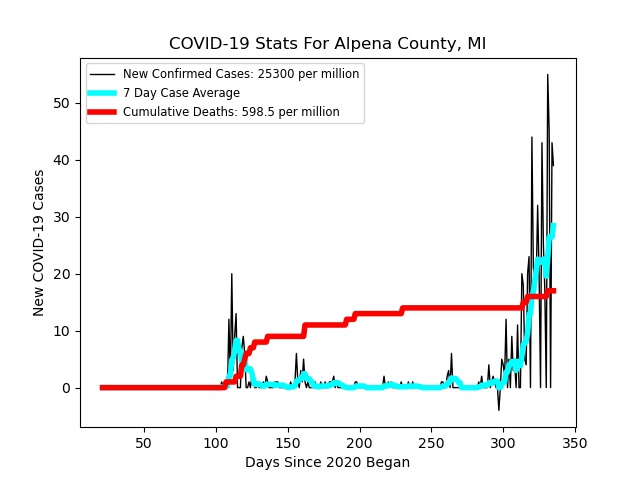 COVID-19 Stats For Alpena County, MI
New Confirmed Cases: 25300 per million
7 Day Case Average
Cumulative Deaths: 598.5 per million
New COVID-19 Cases
50
40
30
20
10
0
50 100 150 200 250 300 350
Days Since 2020 Began